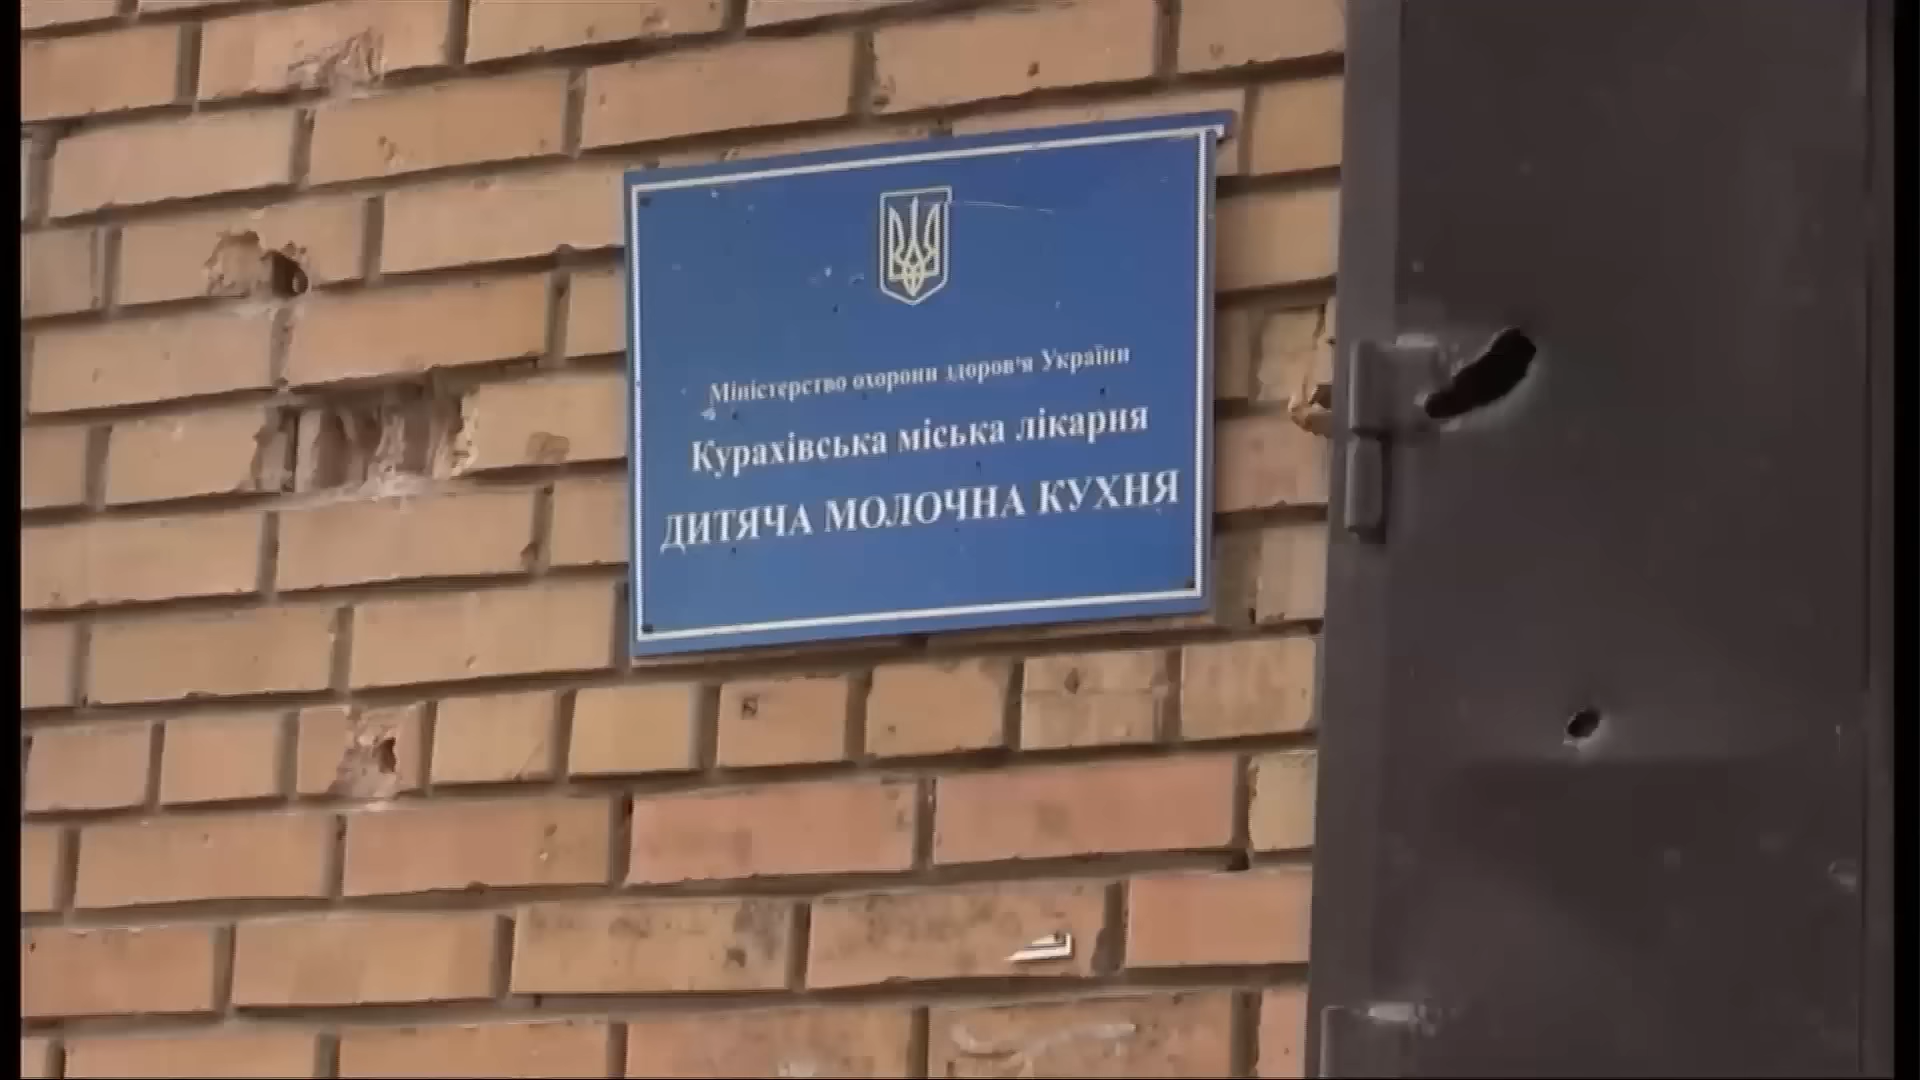 Міністерство охорони здоров'я України
Курахівська міська лікарня
ДИТЯЧА МОЛОЧНА КУХНЯ